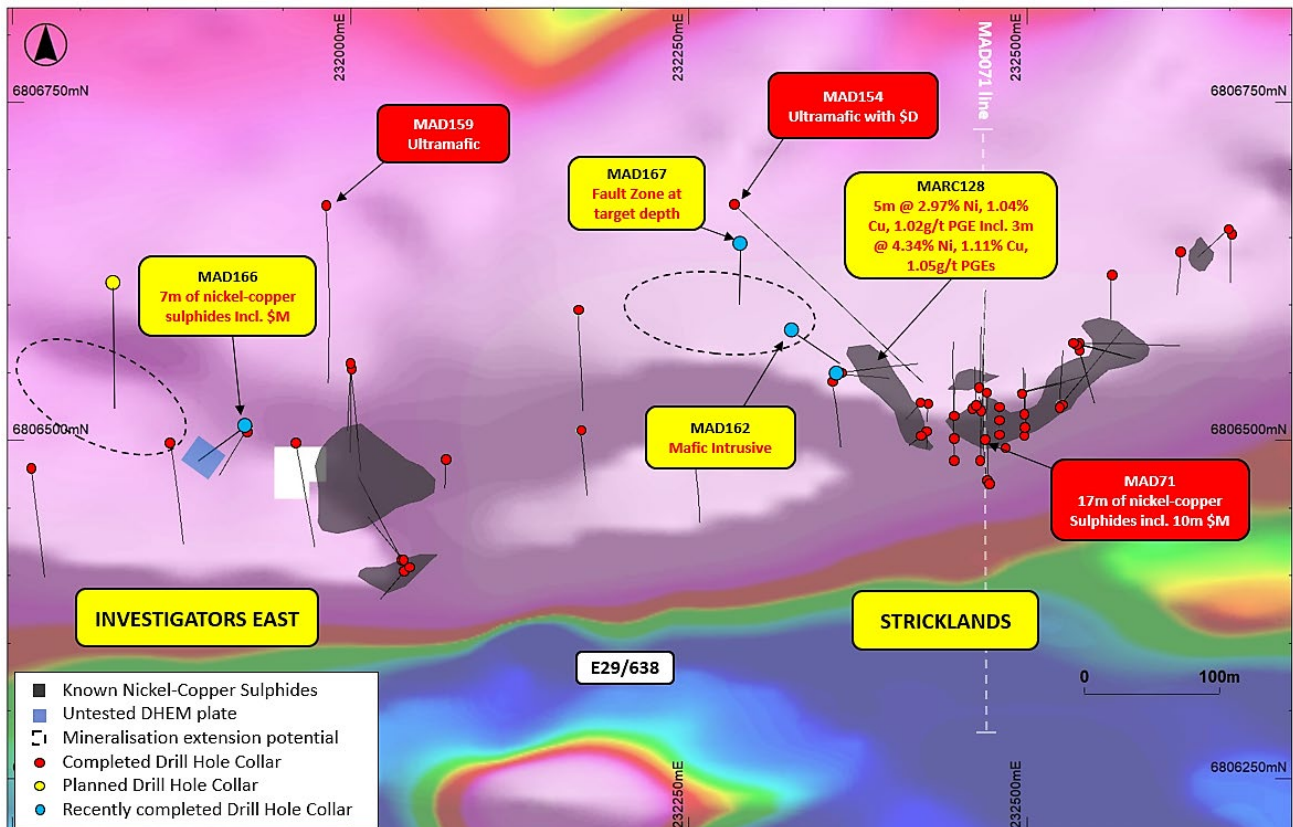 232000mE
232250mE
MAD071 line
232500mE
6806750mN
6806750mN
MAD159
Ultramafic
MAD154
Ultramafic with $D
MAD167
Fault Zone at
target depth
MARC128
5m @ 2.97% Ni, 1.04%
Cu, 1.02g/t PGE Incl. 3m
@ 4.34% Ni, 1.11% Cu,
1.05g/t PGEs
MAD166
7m of nickel-copper
sulphides Incl. $M
6806500mN
6806500mN
MAD162
Mafic Intrusive
MAD71
17m of nickel-copper
Sulphides incl. 10m $M
INVESTIGATORS EAST
STRICKLANDS
E29/638
0 100m
Known Nickel-Copper Sulphides
Untested DHEM plate
Mineralisation extension potential
Completed Drill Hole Collar
Planned Drill Hole Collar
Recently completed Drill Hole Collar
232250mE
232500mE
6806250mN